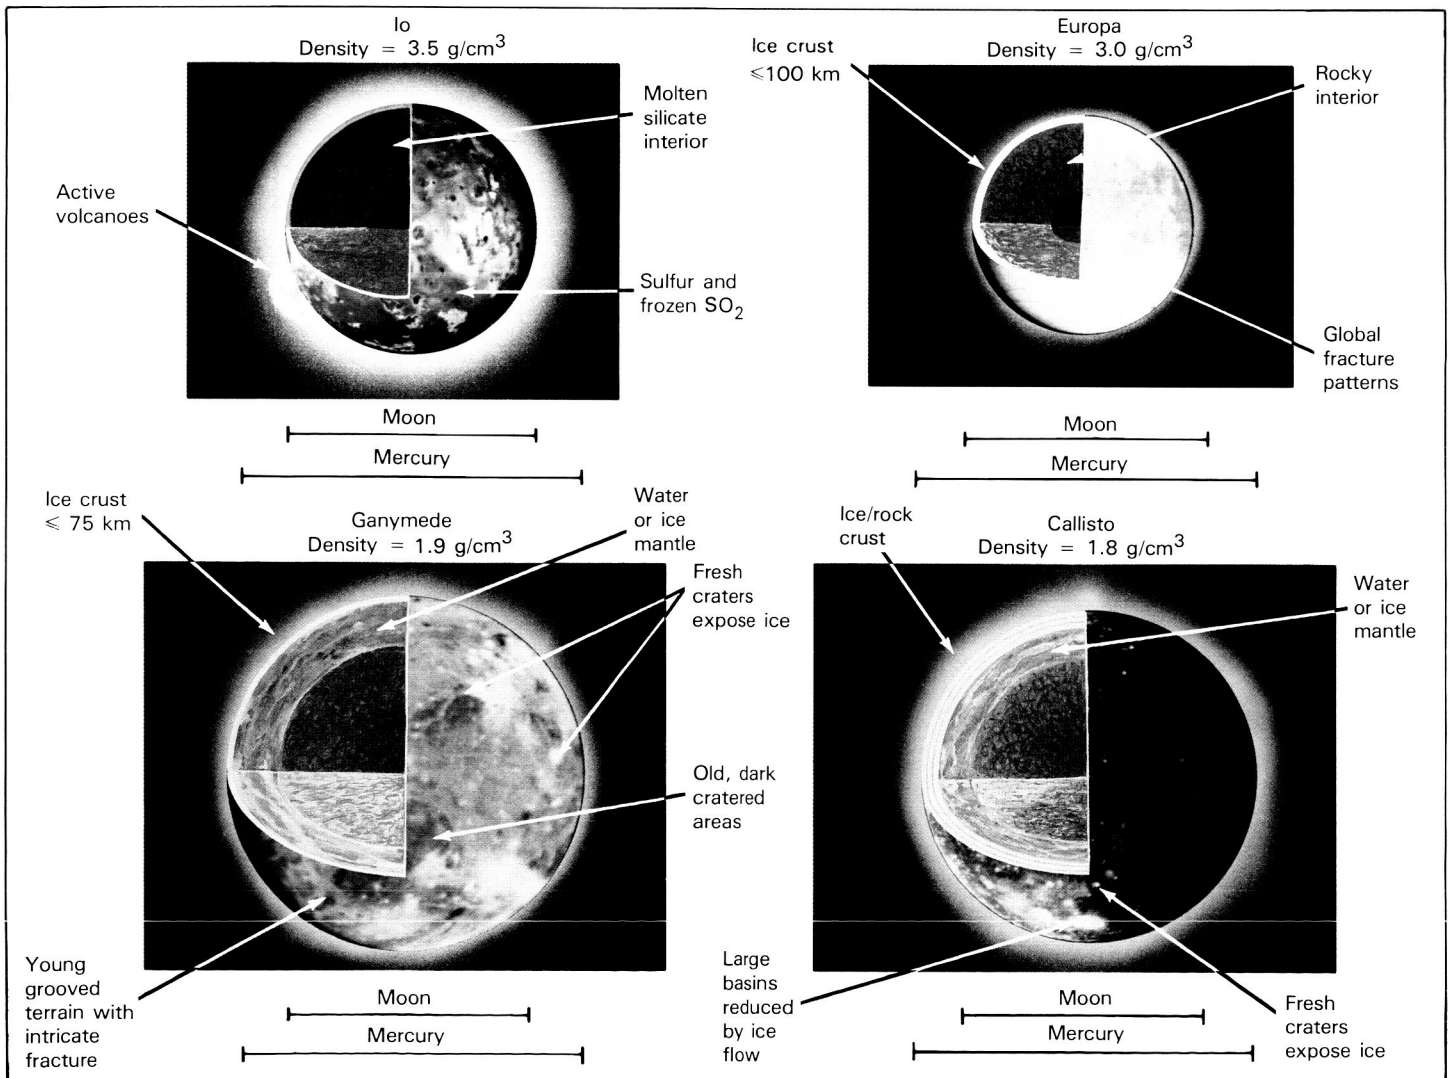 Io
Density = 3.5 g/cm³
Molten
silicate
interior
Active
volcanoes
Sulfur and
frozen SO₂
Moon
Mercury
Europa
Density = 3.0 g/cm³
Ice crust
⩽100 km
Rocky
interior
Global
fracture
patterns
Moon
Mercury
Ice crust
⩽ 75 km
Ganymede
Density = 1.9 g/cm³
Water
or ice
mantle
Fresh
craters
expose ice
Old, dark
cratered
areas
Young
grooved
terrain with
intricate
fracture
Moon
Mercury
Ice/rock
crust
Callisto
Density = 1.8 g/cm³
Water
or ice
mantle
Large
basins
reduced
by ice
flow
Moon
Mercury
Fresh
craters
expose ice